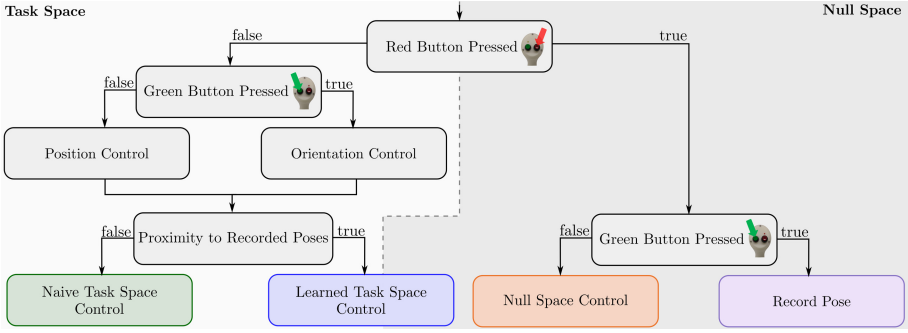 Task Space
Null Space
Red Button Pressed
false
true
Green Button Pressed
false
true
Position Control
Orientation Control
Proximity to Recorded Poses
false
true
Green Button Pressed
false
true
Naive Task Space
Control
Learned Task Space
Control
Null Space Control
Record Pose